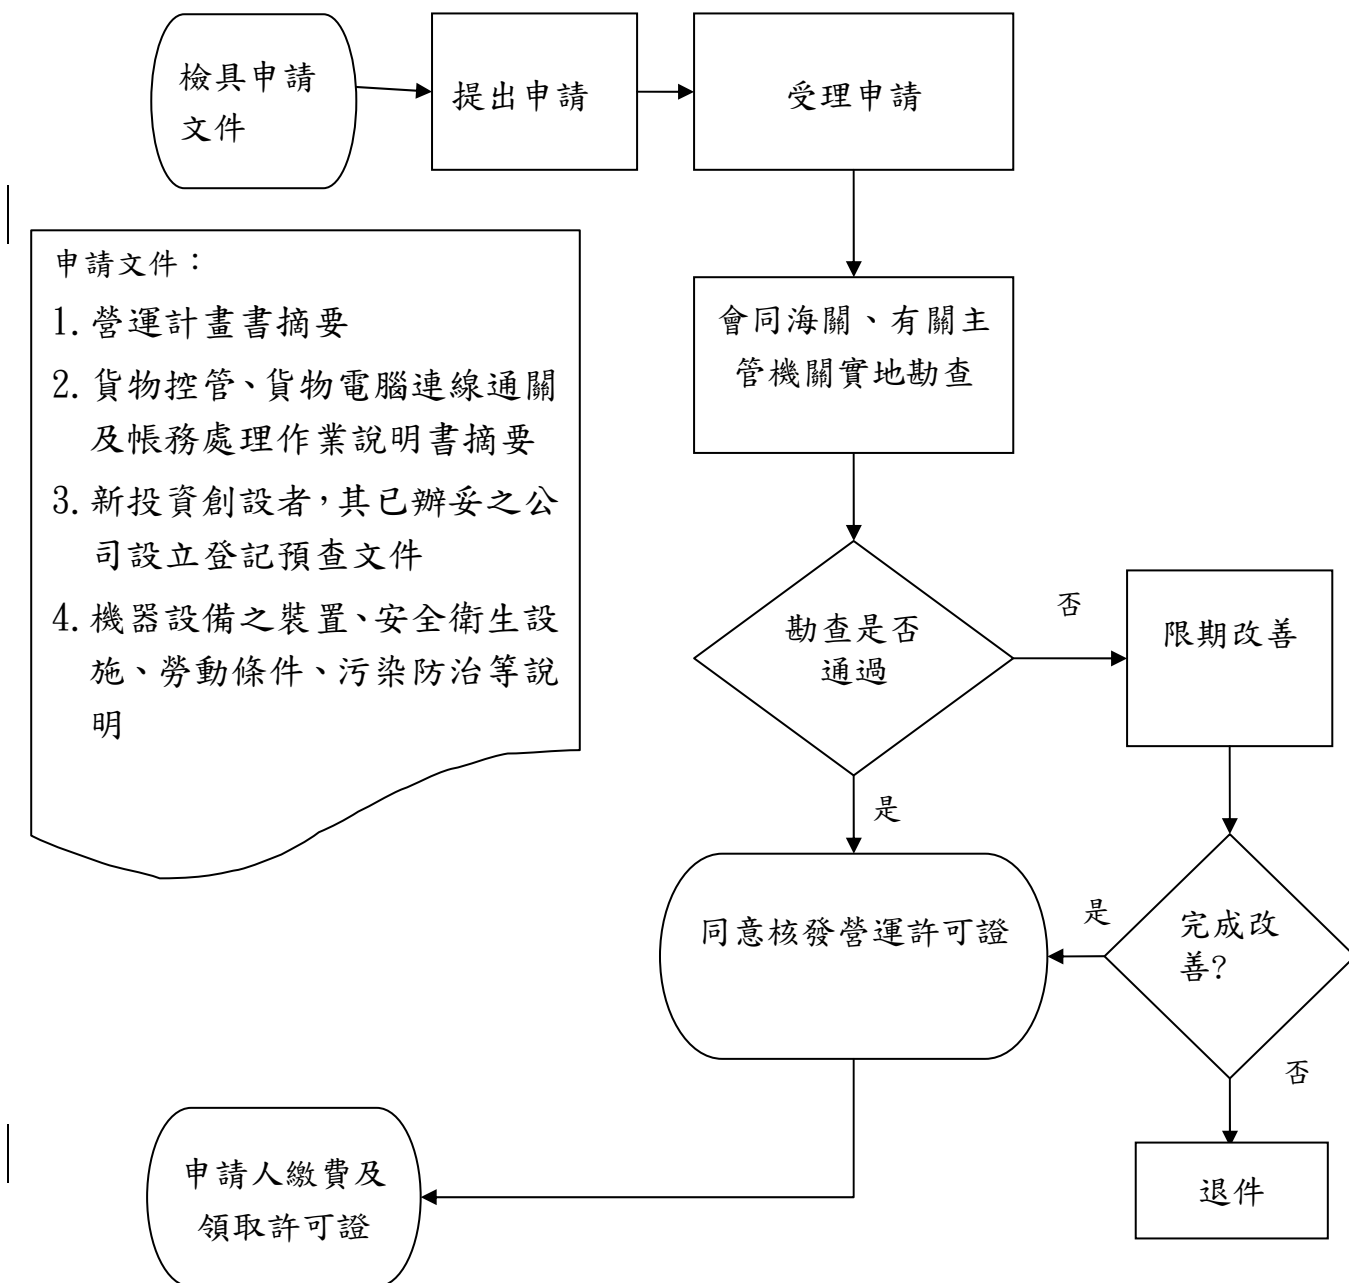 檢具申請
文件
提出申請
受理申請
申請文件：
1. 營運計畫書摘要
2. 貨物控管、貨物電腦連線通關
及帳務處理作業說明書摘要
3. 新投資創設者，其已辦妥之公
司設立登記預查文件
4. 機器設備之裝置、安全衛生設
施、勞動條件、污染防治等說
明
會同海關、有關主
管機關實地勘查
勘查是否
通過
否
限期改善
是
同意核發營運許可證
是
完成改
善?
否
退件
申請人繳費及
領取許可證